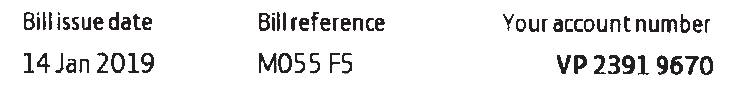 Bill issue date Bill reference Your account number
14 Jan 2019 M055 FS VP 2391 9670